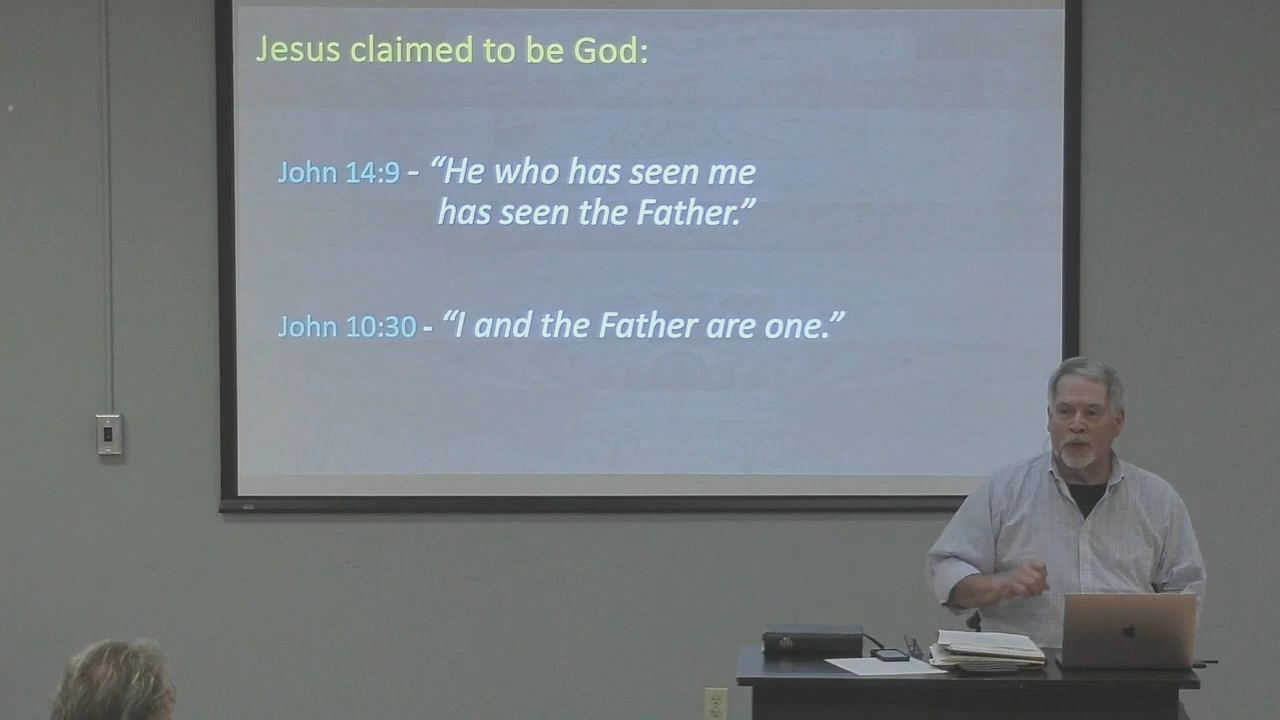 Jesus claimed to be God:
John 14:9 - “He who has seen me
has seen the Father.”
John 10:30 - “I and the Father are one.”